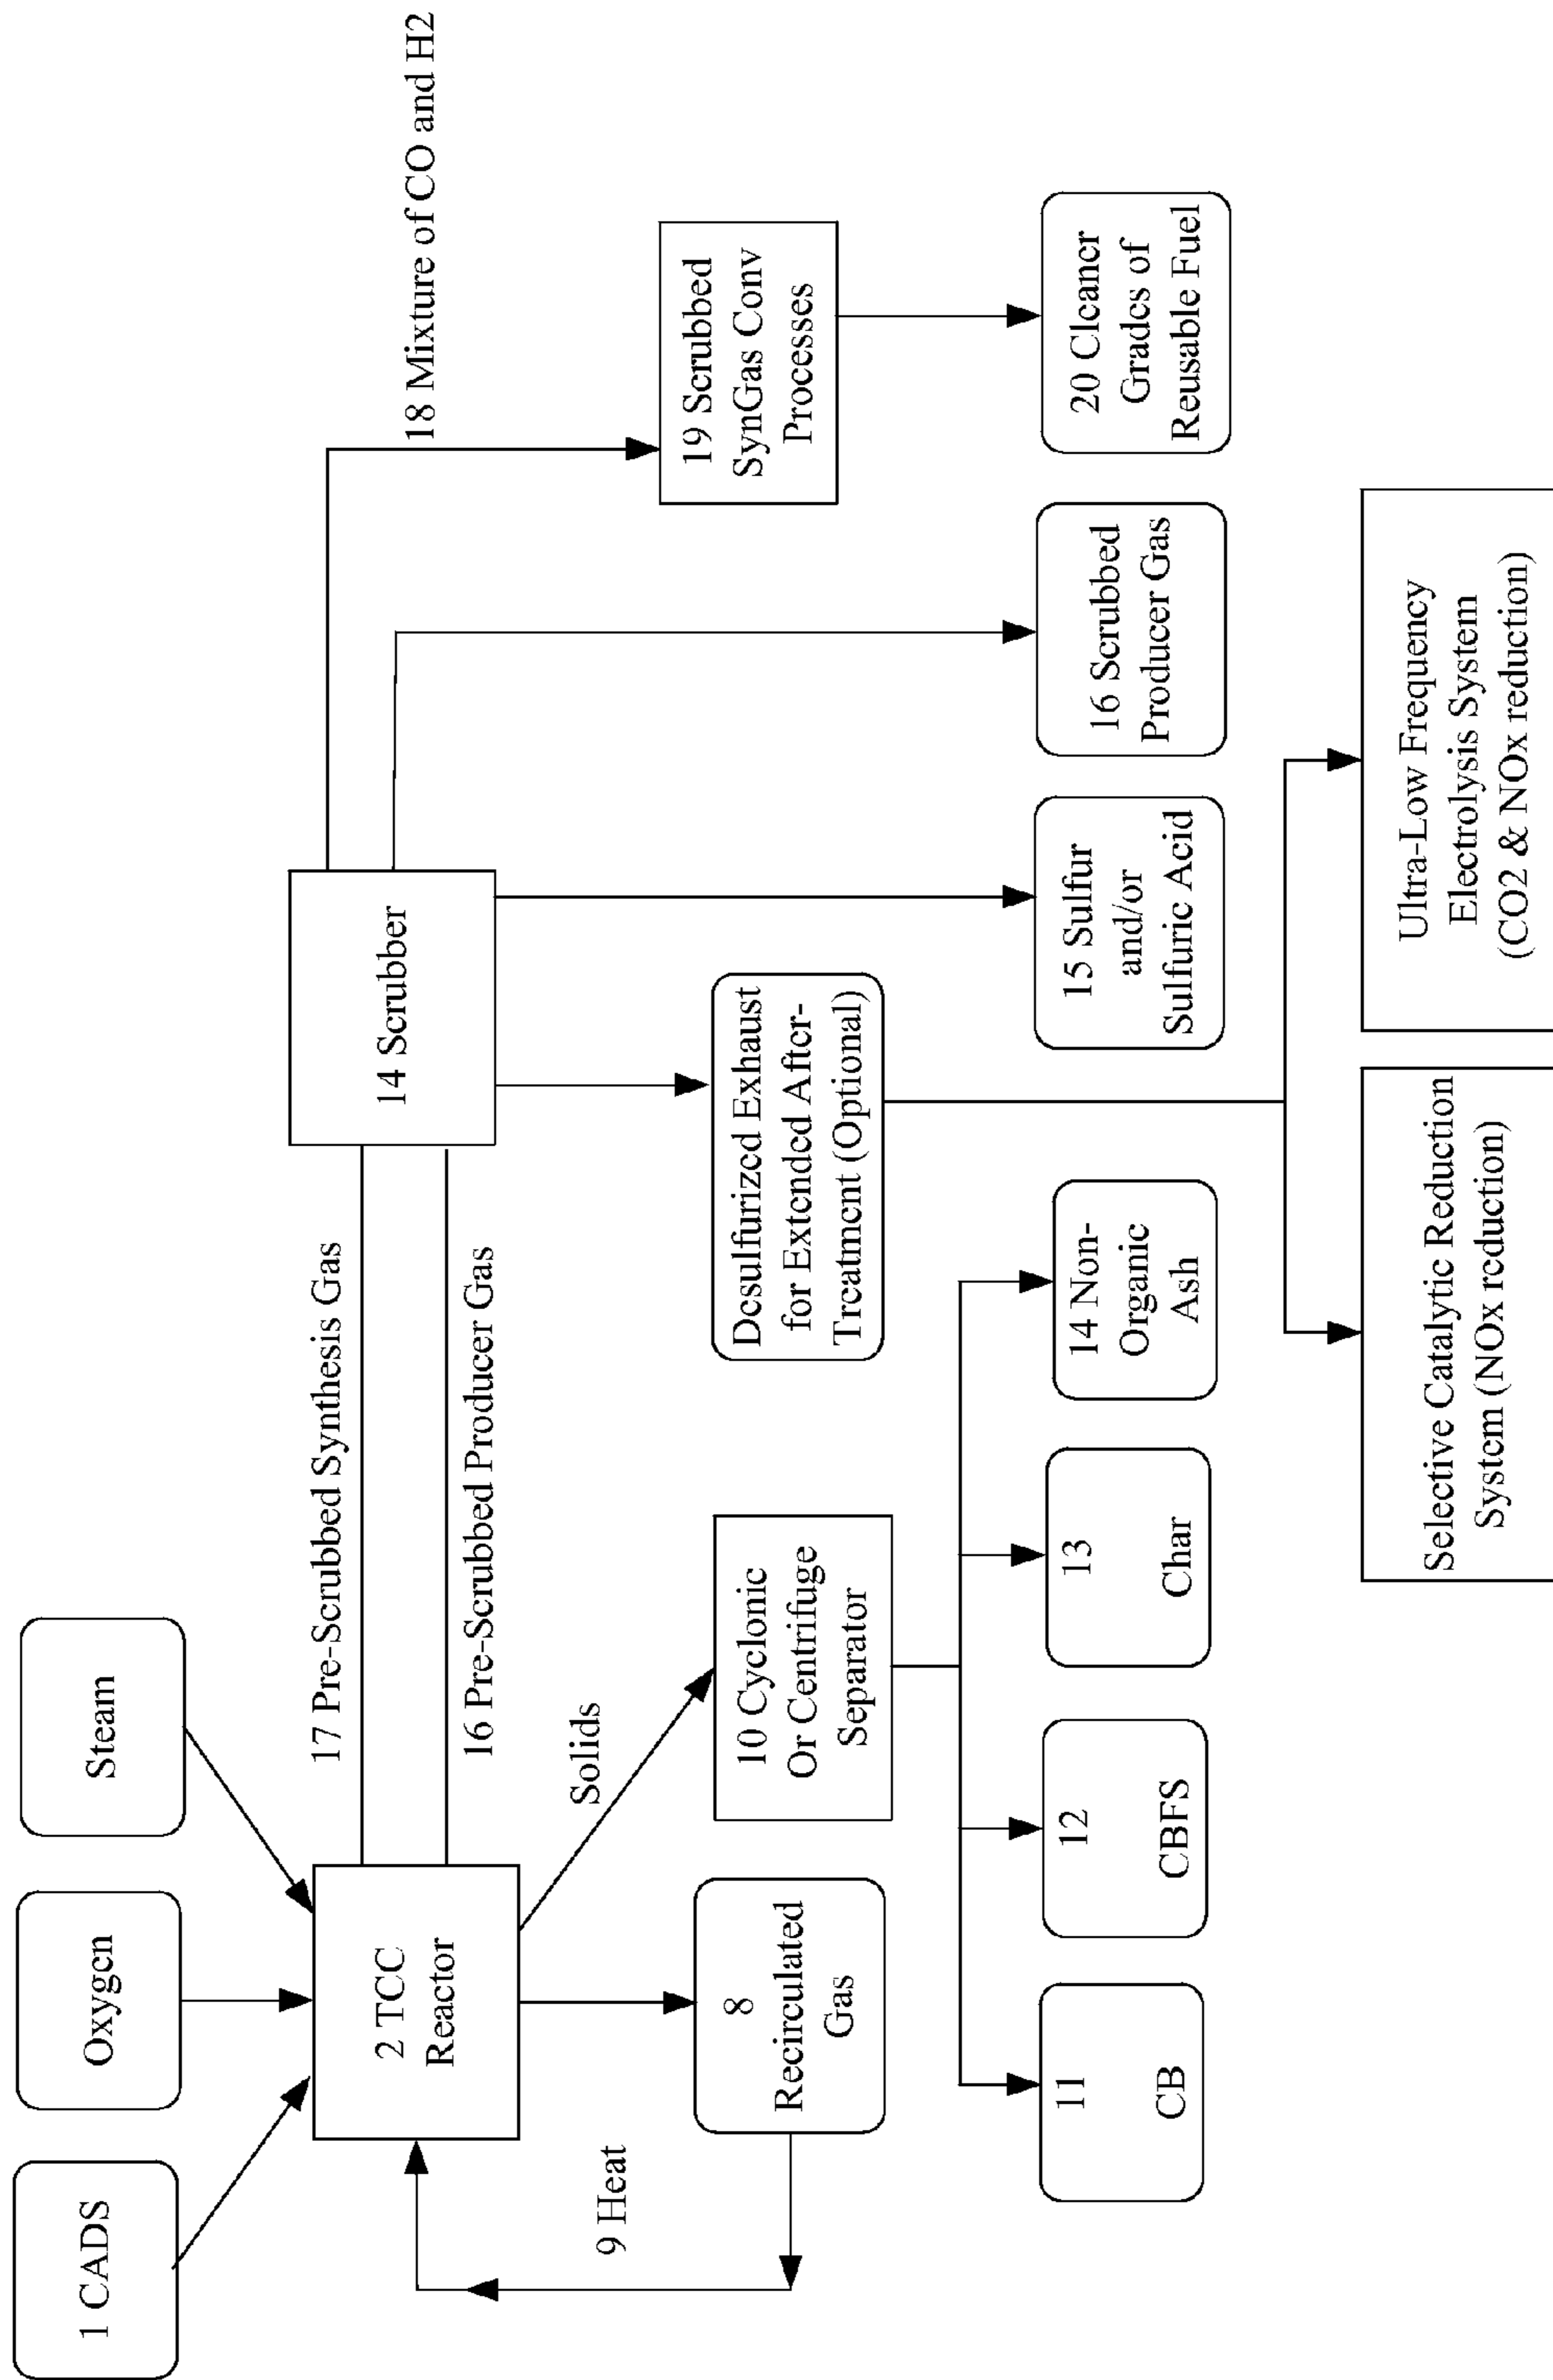 1 CADS
Oxygen
Steam
2 TCC
Reactor
17 Pre-Scrubbed Synthesis Gas
16 Pre-Scrubbed Producer Gas
14 Scrubber
18 Mixture of CO and H2
9 Heat
Solids
8
Recirculated
Gas
10 Cyclonic
Or Centrifuge
Separator
Desulfurized Exhaust
for Extended After-
Treatment (Optional)
19 Scrubbed
SynGas Conv
Processes
11
CB
12
CBFS
13
Char
14 Non-
Organic
Ash
15 Sulfur
and/or
Sulfuric Acid
16 Scrubbed
Producer Gas
20 Cleaner
Grades of
Reusable Fuel
Selective Catalytic Reduction
System (NOx reduction)
Ultra-Low Frequency
Electrolysis System
(CO2 & NOx reduction)